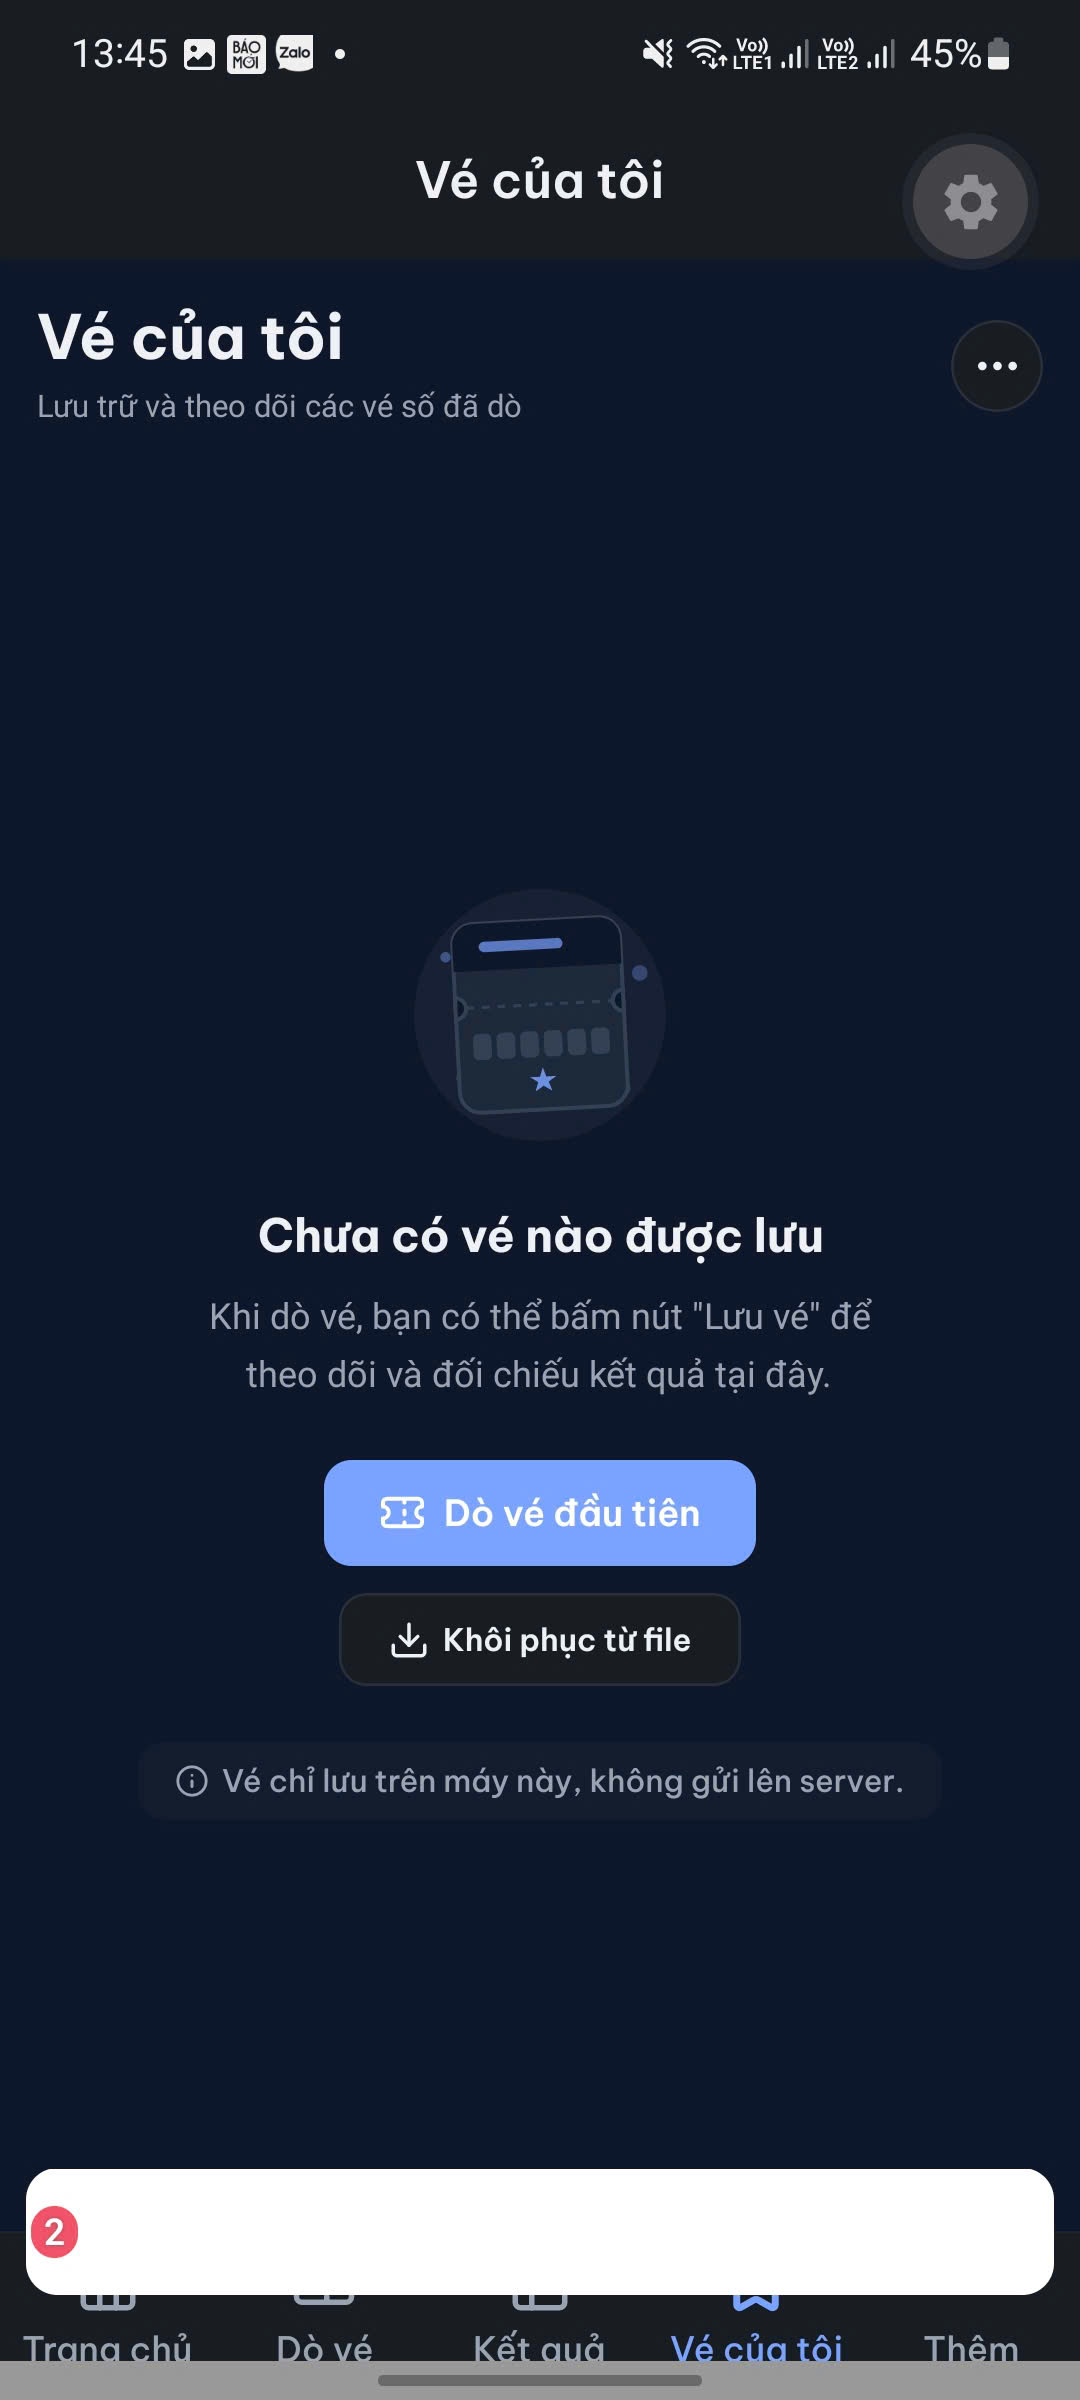 13:45
BÁO MỚI
Zalo
Vo)) LTE1
Vo)) LTE2
45%
Vé của tôi
Vé của tôi
Lưu trữ và theo dõi các vé số đã dò
Chưa có vé nào được lưu
Khi dò vé, bạn có thể bấm nút "Lưu vé" để
theo dõi và đối chiếu kết quả tại đây.
Dò vé đầu tiên
Khôi phục từ file
Vé chỉ lưu trên máy này, không gửi lên server.
2
Trang chủ
Dò vé
Kết quả
Vé của tôi
Thêm